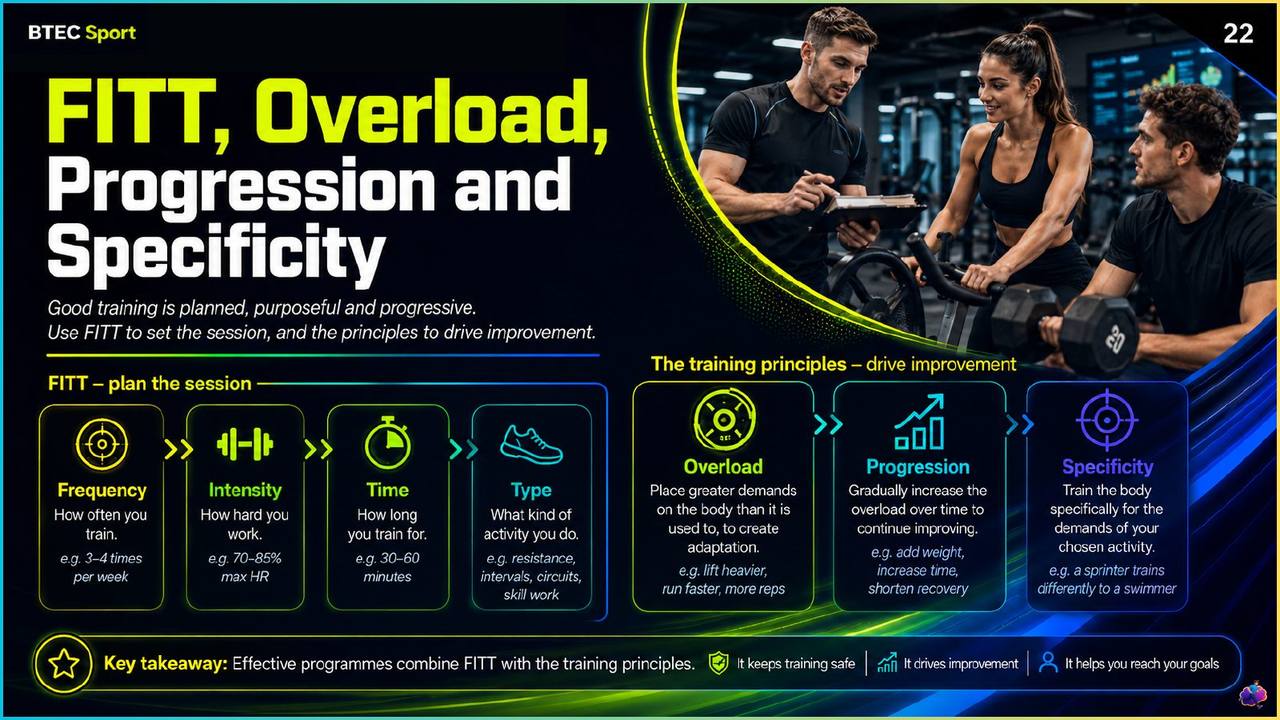 BTEC Sport
22
FITT, Overload,
Progression and
Specificity
Good training is planned, purposeful and progressive.
Use FITT to set the session, and the principles to drive improvement.
FITT – plan the session
Frequency
How often you
train.
e.g. 3–4 times
per week
Intensity
How hard you
work.
e.g. 70–85%
max HR
Time
How long
you train for.
e.g. 30–60
minutes
Type
What kind of
activity you do.
e.g. resistance,
intervals, circuits,
skill work
The training principles – drive improvement
Overload
Place greater demands
on the body than it is
used to, to create
adaptation.
e.g. lift heavier,
run faster, more reps
Progression
Gradually increase the
overload over time to
continue improving.
e.g. add weight,
increase time,
shorten recovery
Specificity
Train the body
specifically for the
demands of your
chosen activity.
e.g. a sprinter trains
differently to a swimmer
Key takeaway: Effective programmes combine FITT with the training principles.
It keeps training safe
It drives improvement
It helps you reach your goals